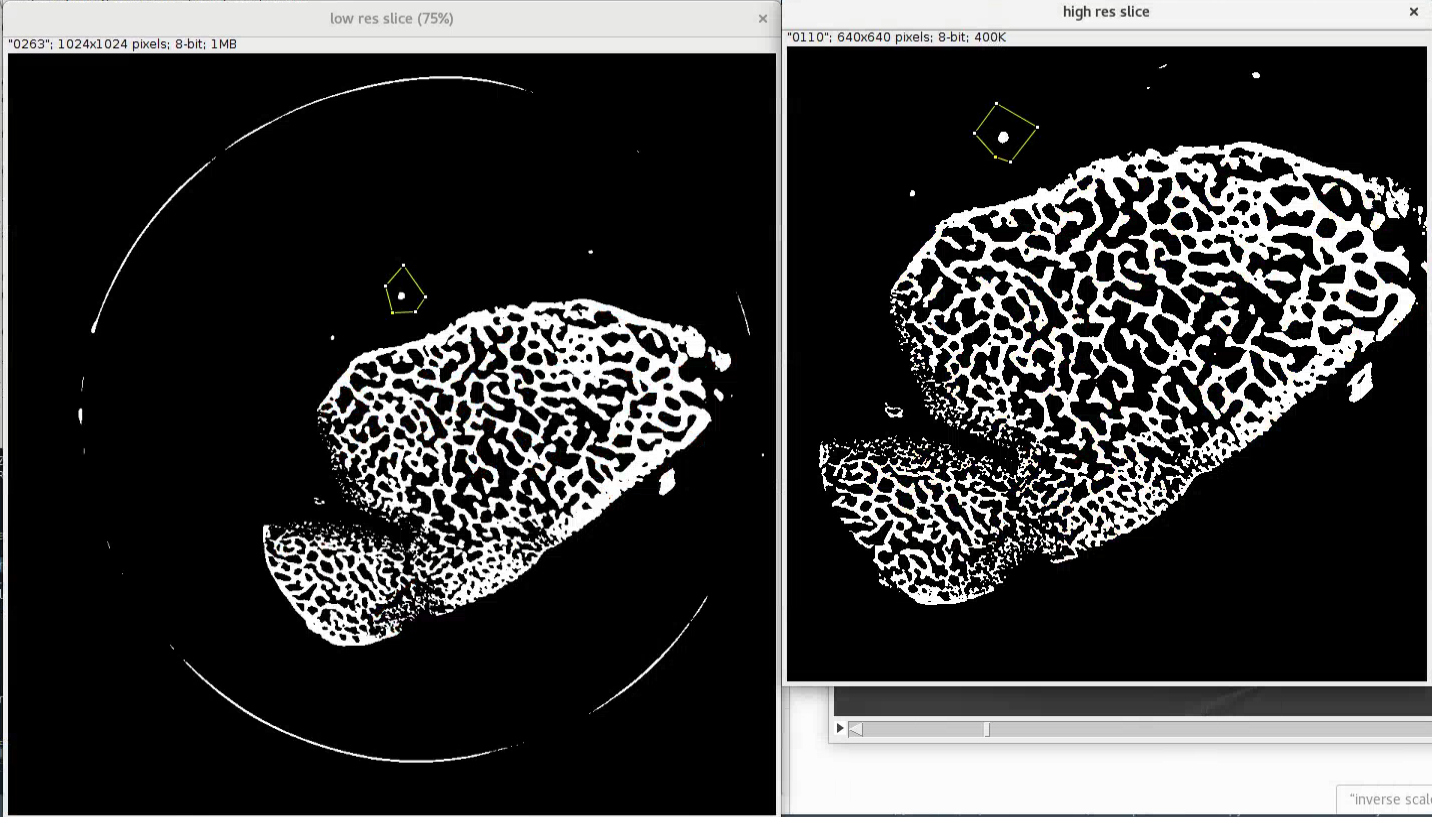 low res slice (75%)
"0263"; 1024x1024 pixels; 8-bit; 1MB
high res slice
"0110"; 640x640 pixels; 8-bit; 400K
"inverse scal